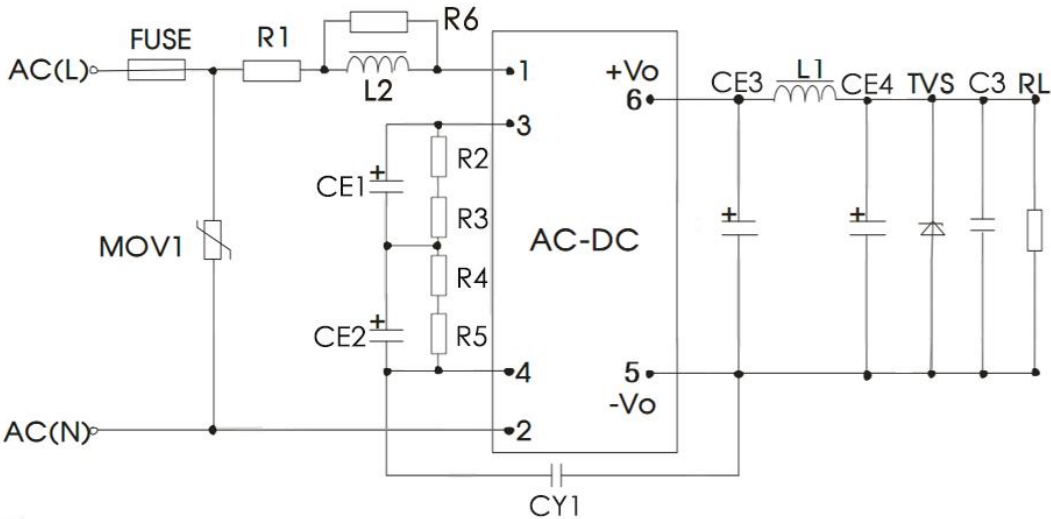 R6
FUSE
R1
AC(L)
L2
1
+Vo
6
CE3
L1
CE4
TVS
C3
RL
3
R2
+
CE1
R3
+
+
MOV1
AC-DC
R4
+
CE2
R5
4
5
-Vo
AC(N)
2
CY1